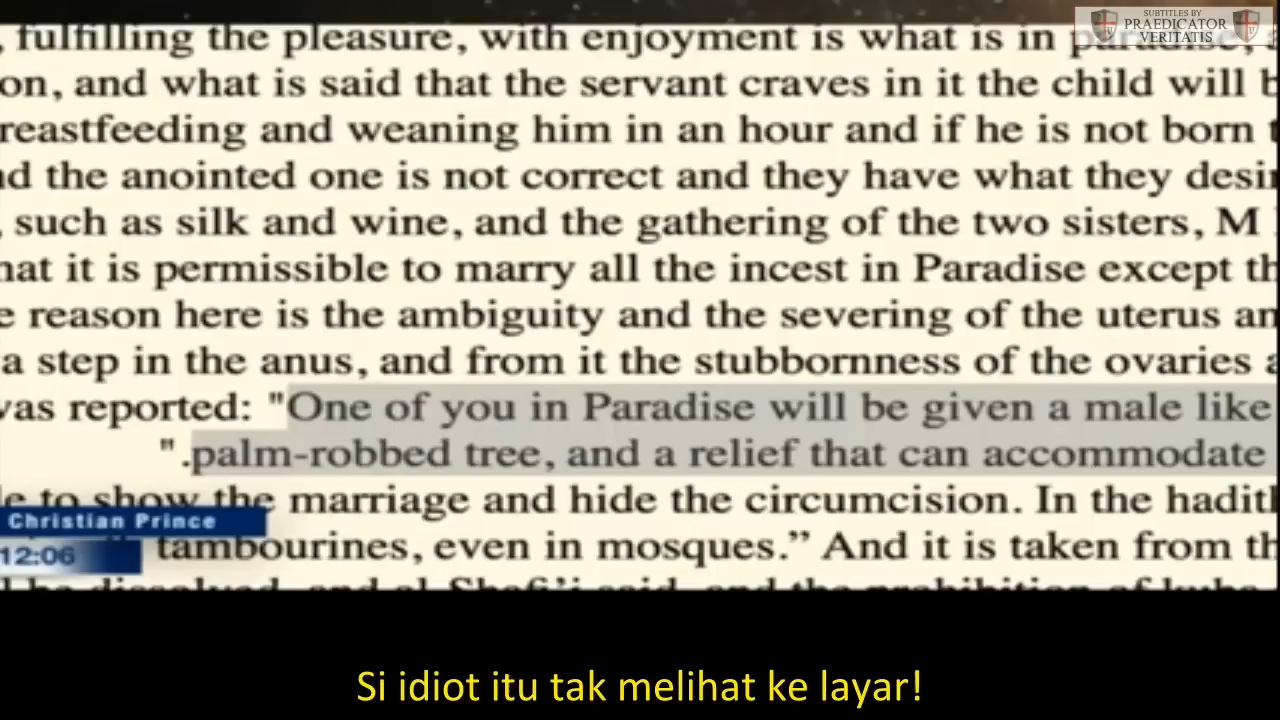 SUBTITLES BY
PRAEDICATOR
VERITATIS
, fulfilling the pleasure, with enjoyment is what is in
on, and what is said that the servant craves in it the child will b
reastfeeding and weaning him in an hour and if he is not born t
nd the anointed one is not correct and they have what they desir
, such as silk and wine, and the gathering of the two sisters, M
hat it is permissible to marry all the incest in Paradise except th
e reason here is the ambiguity and the severing of the uterus an
a step in the anus, and from it the stubbornness of the ovaries a
was reported: "One of you in Paradise will be given a male like
".palm-robbed tree, and a relief that can accommodate
le to show the marriage and hide the circumcision. In the hadith
Christian Prince
12:06
tambourines, even in mosques.” And it is taken from th
Si idiot itu tak melihat ke layar!